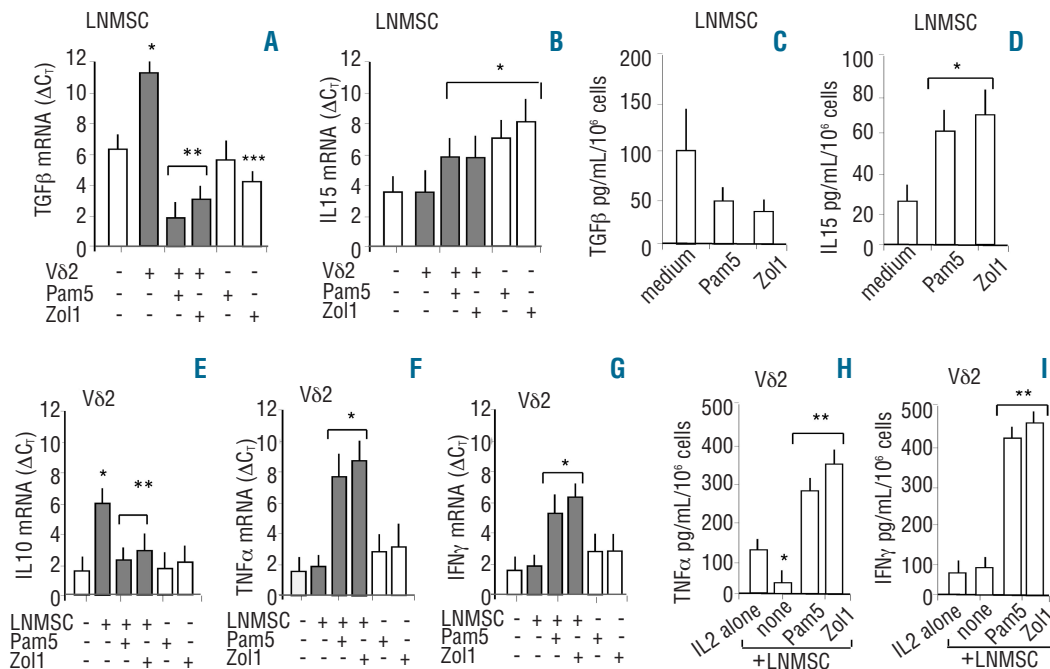 LNMSC
A
TGFβ mRNA (ΔCT)
12
10
8
6
4
2
0
*
**
***
Vδ2 - + + + - -
Pam5 - - + - + -
Zol1 - - - + - +
LNMSC
B
IL15 mRNA (ΔCT)
12
10
8
6
4
2
0
*
Vδ2 - + + + - -
Pam5 - - + - + -
Zol1 - - - + - +
LNMSC
C
TGFβ pg/mL/10⁶ cells
200
150
100
50
0
medium
Pam5
Zol1
LNMSC
D
IL15 pg/mL/10⁶ cells
100
80
60
40
20
0
*
medium
Pam5
Zol1
E
Vδ2
IL10 mRNA (ΔCT)
12
10
8
6
4
2
0
*
**
LNMSC - + + + - -
Pam5 - - + - + -
Zol1 - - - + - +
F
Vδ2
TNFα mRNA (ΔCT)
12
10
8
6
4
2
0
*
LNMSC - + + + - -
Pam5 - - + - + -
Zol1 - - - + - +
G
Vδ2
IFNγ mRNA (ΔCT)
12
10
8
6
4
2
0
*
LNMSC - + + + - -
Pam5 - - + - + -
Zol1 - - - + - +
H
Vδ2
TNFα pg/mL/10⁶ cells
500
400
300
200
100
0
*
**
IL2 alone
none
Pam5
Zol1
+LNMSC
I
Vδ2
IFNγ pg/mL/10⁶ cells
500
400
300
200
100
0
**
IL2 alone
none
Pam5
Zol1
+LNMSC